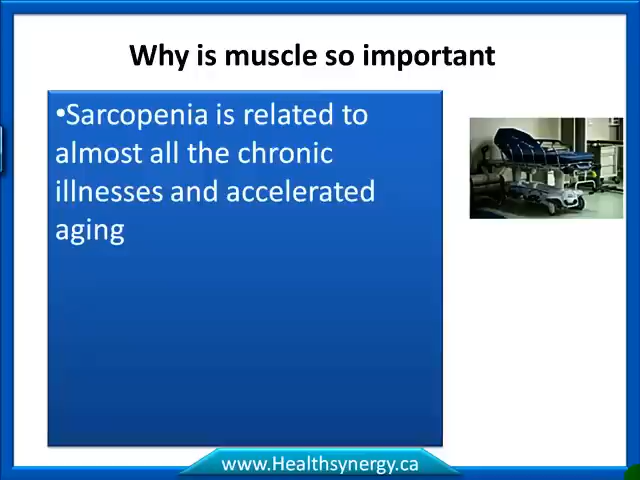 Why is muscle so important
•Sarcopenia is related to
almost all the chronic
illnesses and accelerated
aging
www.Healthsynergy.ca